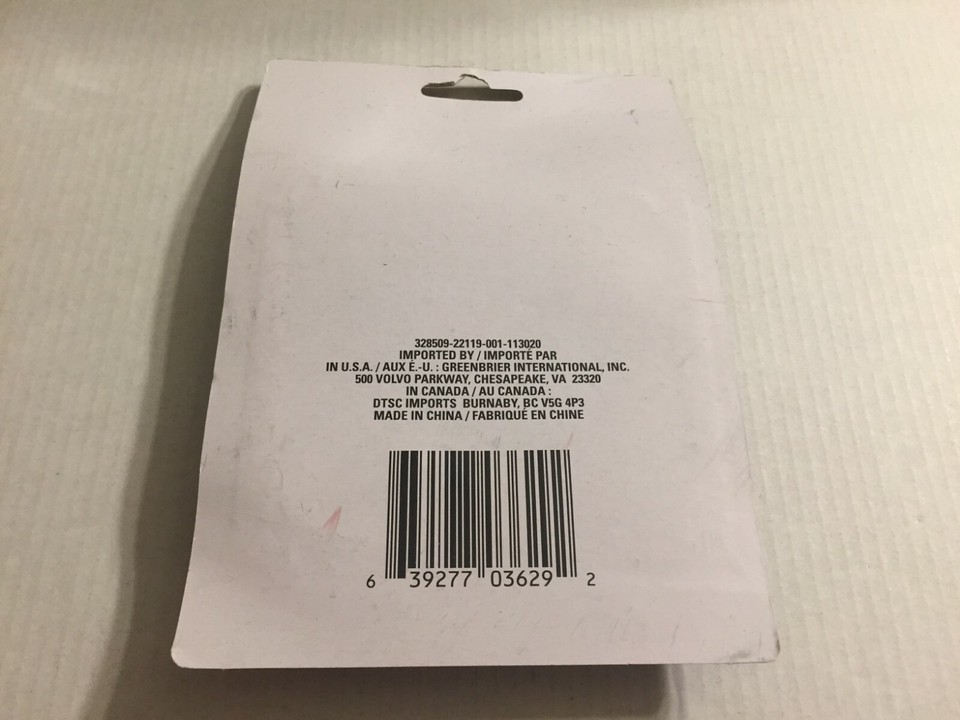 328509-22119-001-113020
IMPORTED BY / IMPORTÉ PAR
IN U.S.A. / AUX É.-U. : GREENBRIER INTERNATIONAL, INC.
500 VOLVO PARKWAY, CHESAPEAKE, VA 23320
IN CANADA / AU CANADA :
DTSC IMPORTS BURNABY, BC V5G 4P3
MADE IN CHINA / FABRIQUÉ EN CHINE
6 39277 03629 2